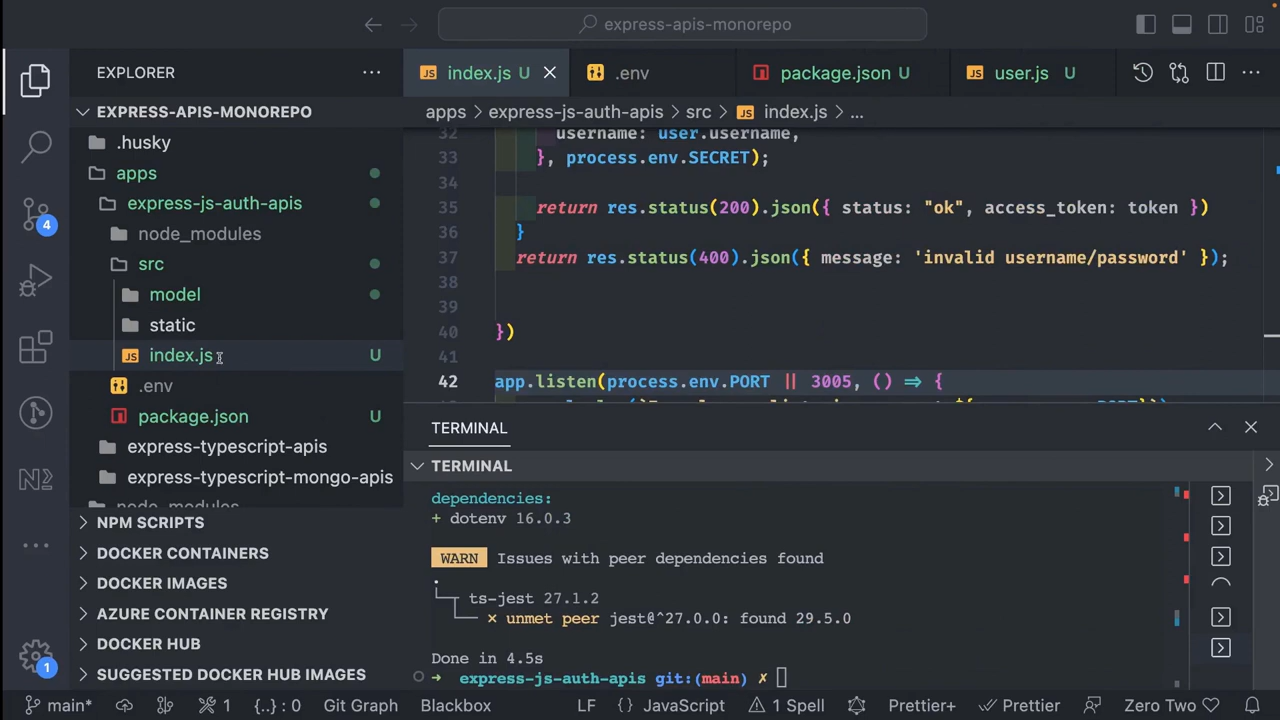 express-apis-monorepo
EXPLORER
EXPRESS-APIS-MONOREPO
.husky
apps
express-js-auth-apis
node_modules
src
model
static
JS index.js U
.env
package.json U
express-typescript-apis
express-typescript-mongo-apis
node_modules
NPM SCRIPTS
DOCKER CONTAINERS
DOCKER IMAGES
AZURE CONTAINER REGISTRY
DOCKER HUB
SUGGESTED DOCKER HUB IMAGES
4
1
JS index.js U
.env
package.json U
JS user.js U
apps > express-js-auth-apis > src > JS index.js > ...
32 username: user.username,
33 }, process.env.SECRET);
34
35 return res.status(200).json({ status: "ok", access_token: token })
36 }
37 return res.status(400).json({ message: 'invalid username/password' });
38
39
40 })
41
42 app.listen(process.env.PORT || 3005, () => {
TERMINAL
TERMINAL
dependencies:
+ dotenv 16.0.3
WARN Issues with peer dependencies found
.
└─┬ ts-jest 27.1.2
└── ✕ unmet peer jest@^27.0.0: found 29.5.0
Done in 4.5s
➜ express-js-auth-apis git:(main) ✗
main* 1 {..} : 0 Git Graph Blackbox LF {} JavaScript 1 Spell Prettier+ Prettier Zero Two